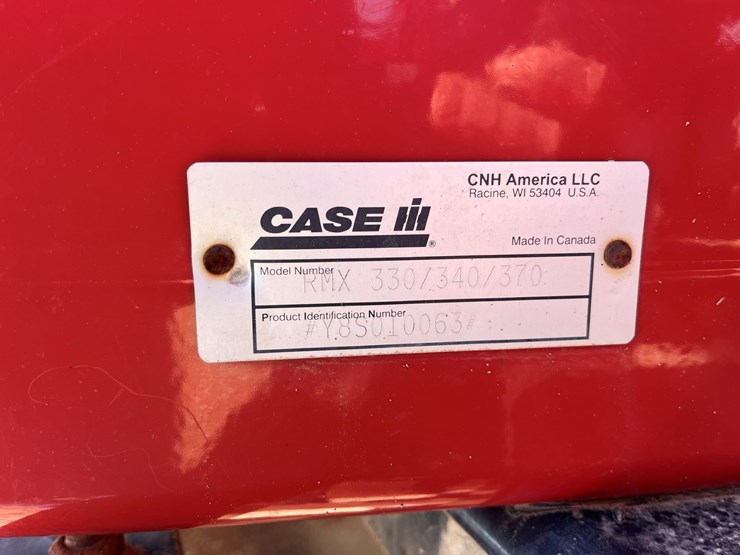 CNH America LLC
Racine, WI 53404 U.S.A.
CASE IH®
Made In Canada
Model Number RMX 330/340/370
Product Identification Number
#Y8S010063#